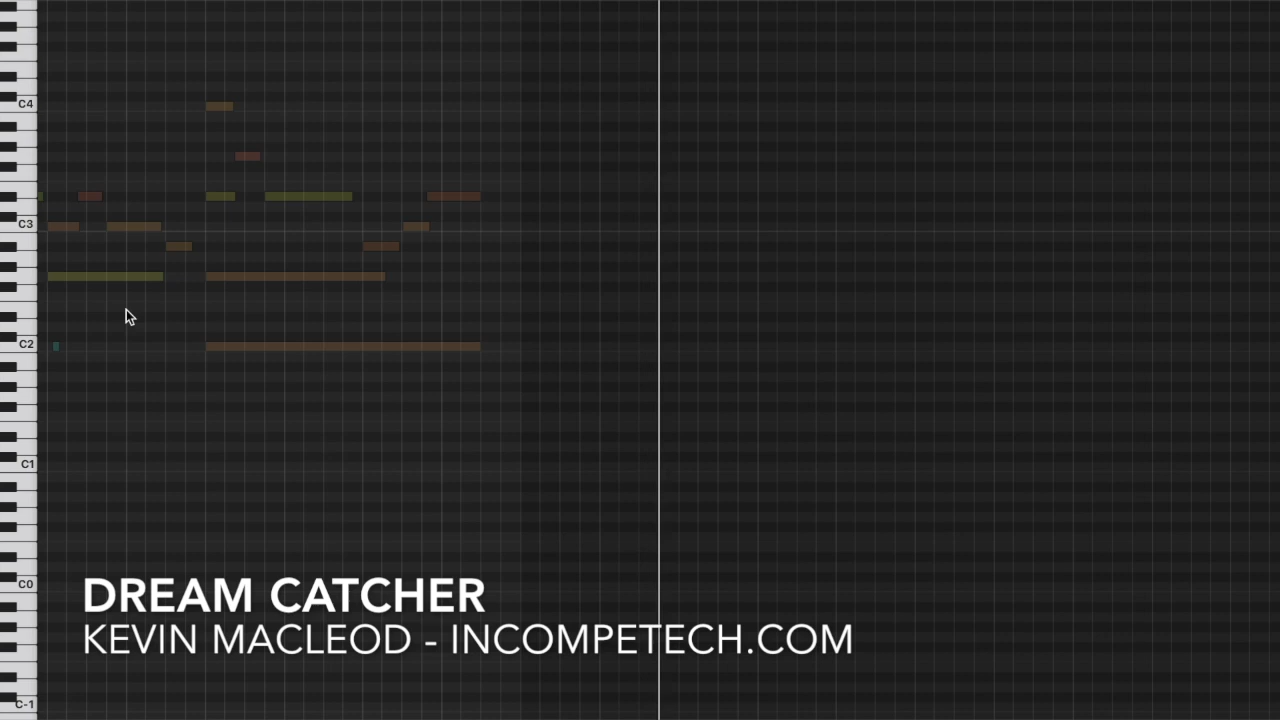 C4
C3
C2
C1
C0
C-1
DREAM CATCHER
KEVIN MACLEOD - INCOMPETECH.COM